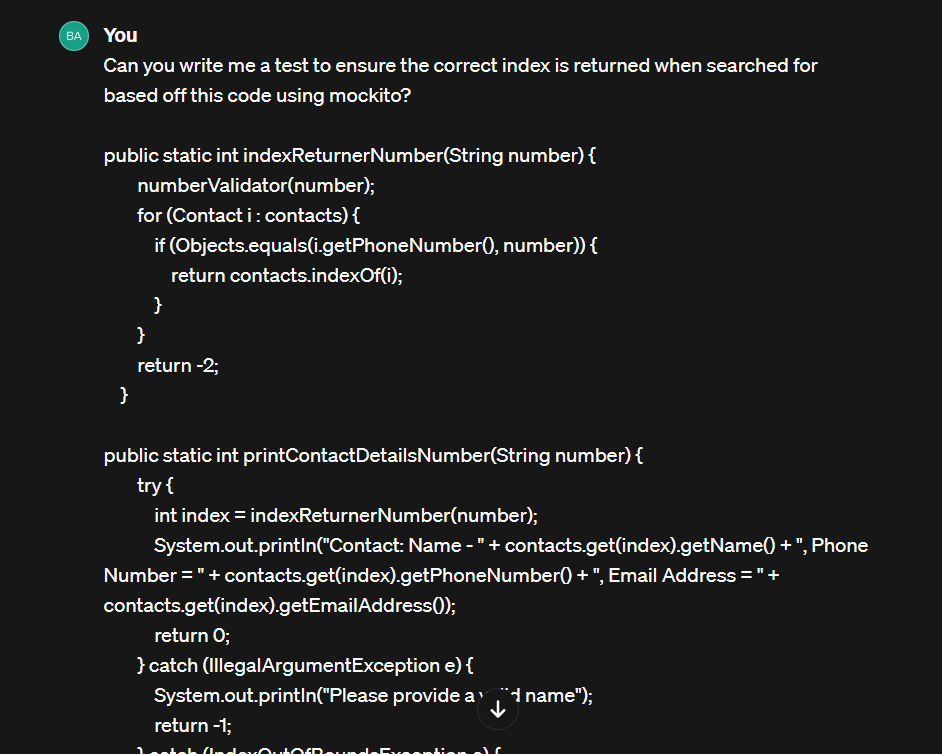 BA
You
Can you write me a test to ensure the correct index is returned when searched for
based off this code using mockito?
public static int indexReturnerNumber(String number) {
numberValidator(number);
for (Contact i : contacts) {
if (Objects.equals(i.getPhoneNumber(), number)) {
return contacts.indexOf(i);
}
}
return -2;
}
public static int printContactDetailsNumber(String number) {
try {
int index = indexReturnerNumber(number);
System.out.println("Contact: Name - " + contacts.get(index).getName() + ", Phone
Number = " + contacts.get(index).getPhoneNumber() + ", Email Address = " +
contacts.get(index).getEmailAddress());
return 0;
} catch (IllegalArgumentException e) {
System.out.println("Please provide a name");
return -1;
} catch (IndexOutOfBoundsException e) {